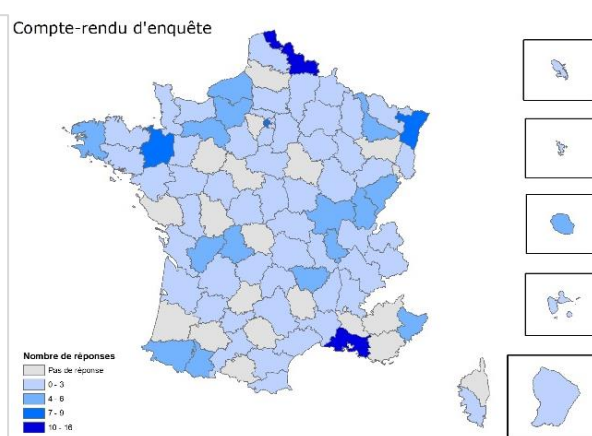 Compte-rendu d'enquête
Nombre de réponses
Pas de réponse
0 - 3
4 - 6
7 - 9
10 - 16